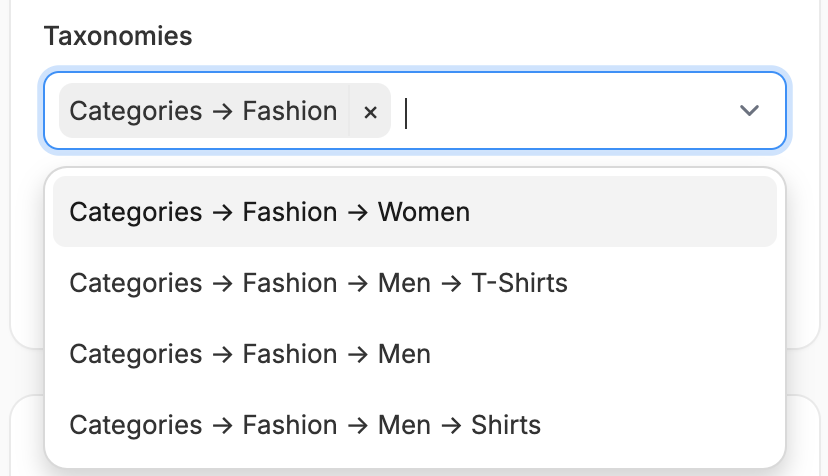 Taxonomies
Categories → Fashion ×
Categories → Fashion → Women
Categories → Fashion → Men → T-Shirts
Categories → Fashion → Men
Categories → Fashion → Men → Shirts